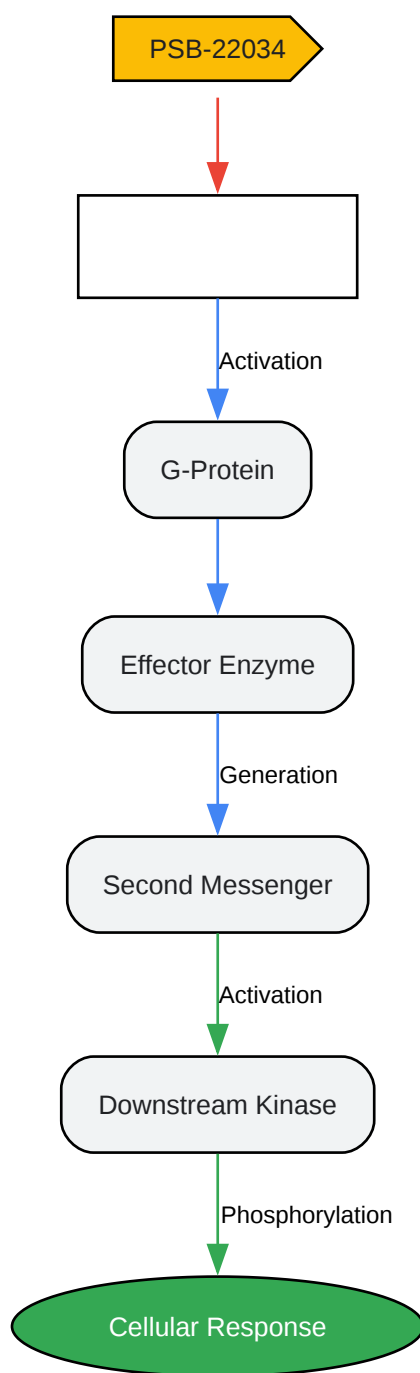 PSB-22034
Activation
G-Protein
Effector Enzyme
Generation
Second Messenger
Activation
Downstream Kinase
Phosphorylation
Cellular Response